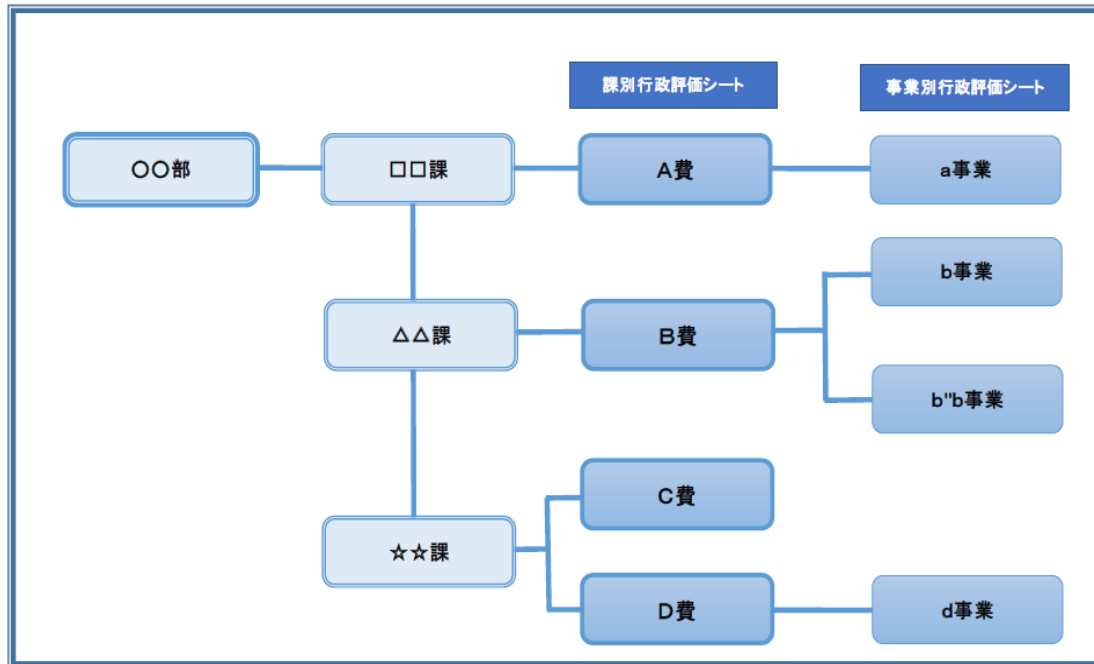 課別行政評価シート
事業別行政評価シート
〇〇部
□□課
A費
a事業
b事業
△△課
B費
b"b事業
C費
☆☆課
D費
d事業